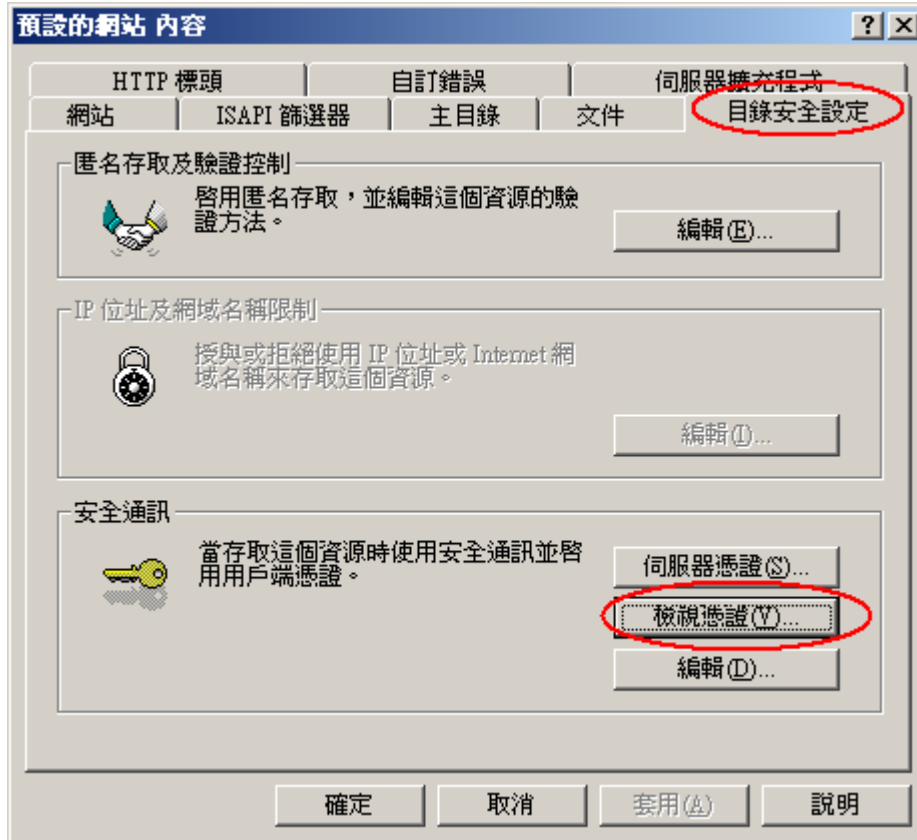 預設的網站 內容
HTTP 標頭
自訂錯誤
伺服器擴充程式
網站
ISAPI 篩選器
主目錄
文件
目錄安全設定
匿名存取及驗證控制
啓用匿名存取，並編輯這個資源的驗
證方法。
編輯(E)...
IP 位址及網域名稱限制
授與或拒絕使用 IP 位址或 Internet 網
域名稱來存取這個資源。
編輯(I)...
安全通訊
當存取這個資源時使用安全通訊並啓
用用戶端憑證。
伺服器憑證(S)...
檢視憑證(V)...
編輯(D)...
確定
取消
套用(A)
說明